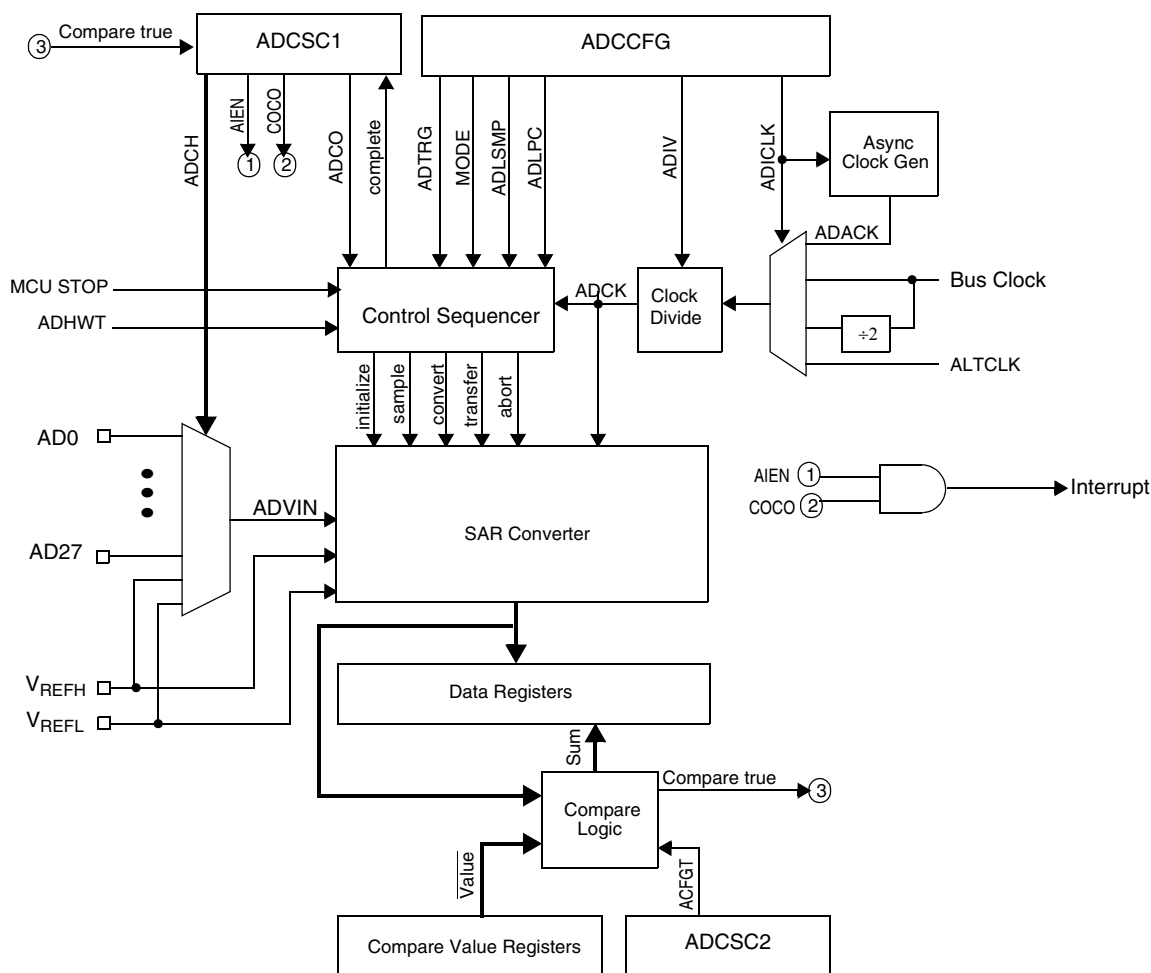 3
Compare true
ADCSC1
ADCCFG
ADCH
AIEN
COCO
1
2
ADCO
complete
ADTRG
MODE
ADLSMP
ADLPC
ADIV
ADICLK
Async
Clock Gen
ADACK
MCU STOP
ADHWT
Control Sequencer
ADCK
Clock
Divide
Bus Clock
÷2
ALTCLK
initialize
sample
convert
transfer
abort
AD0
AD27
ADVIN
SAR Converter
AIEN 1
COCO 2
Interrupt
VREFH
VREFL
Data Registers
Sum
Compare
Logic
Compare true
3
Value
ACFGT
Compare Value Registers
ADCSC2